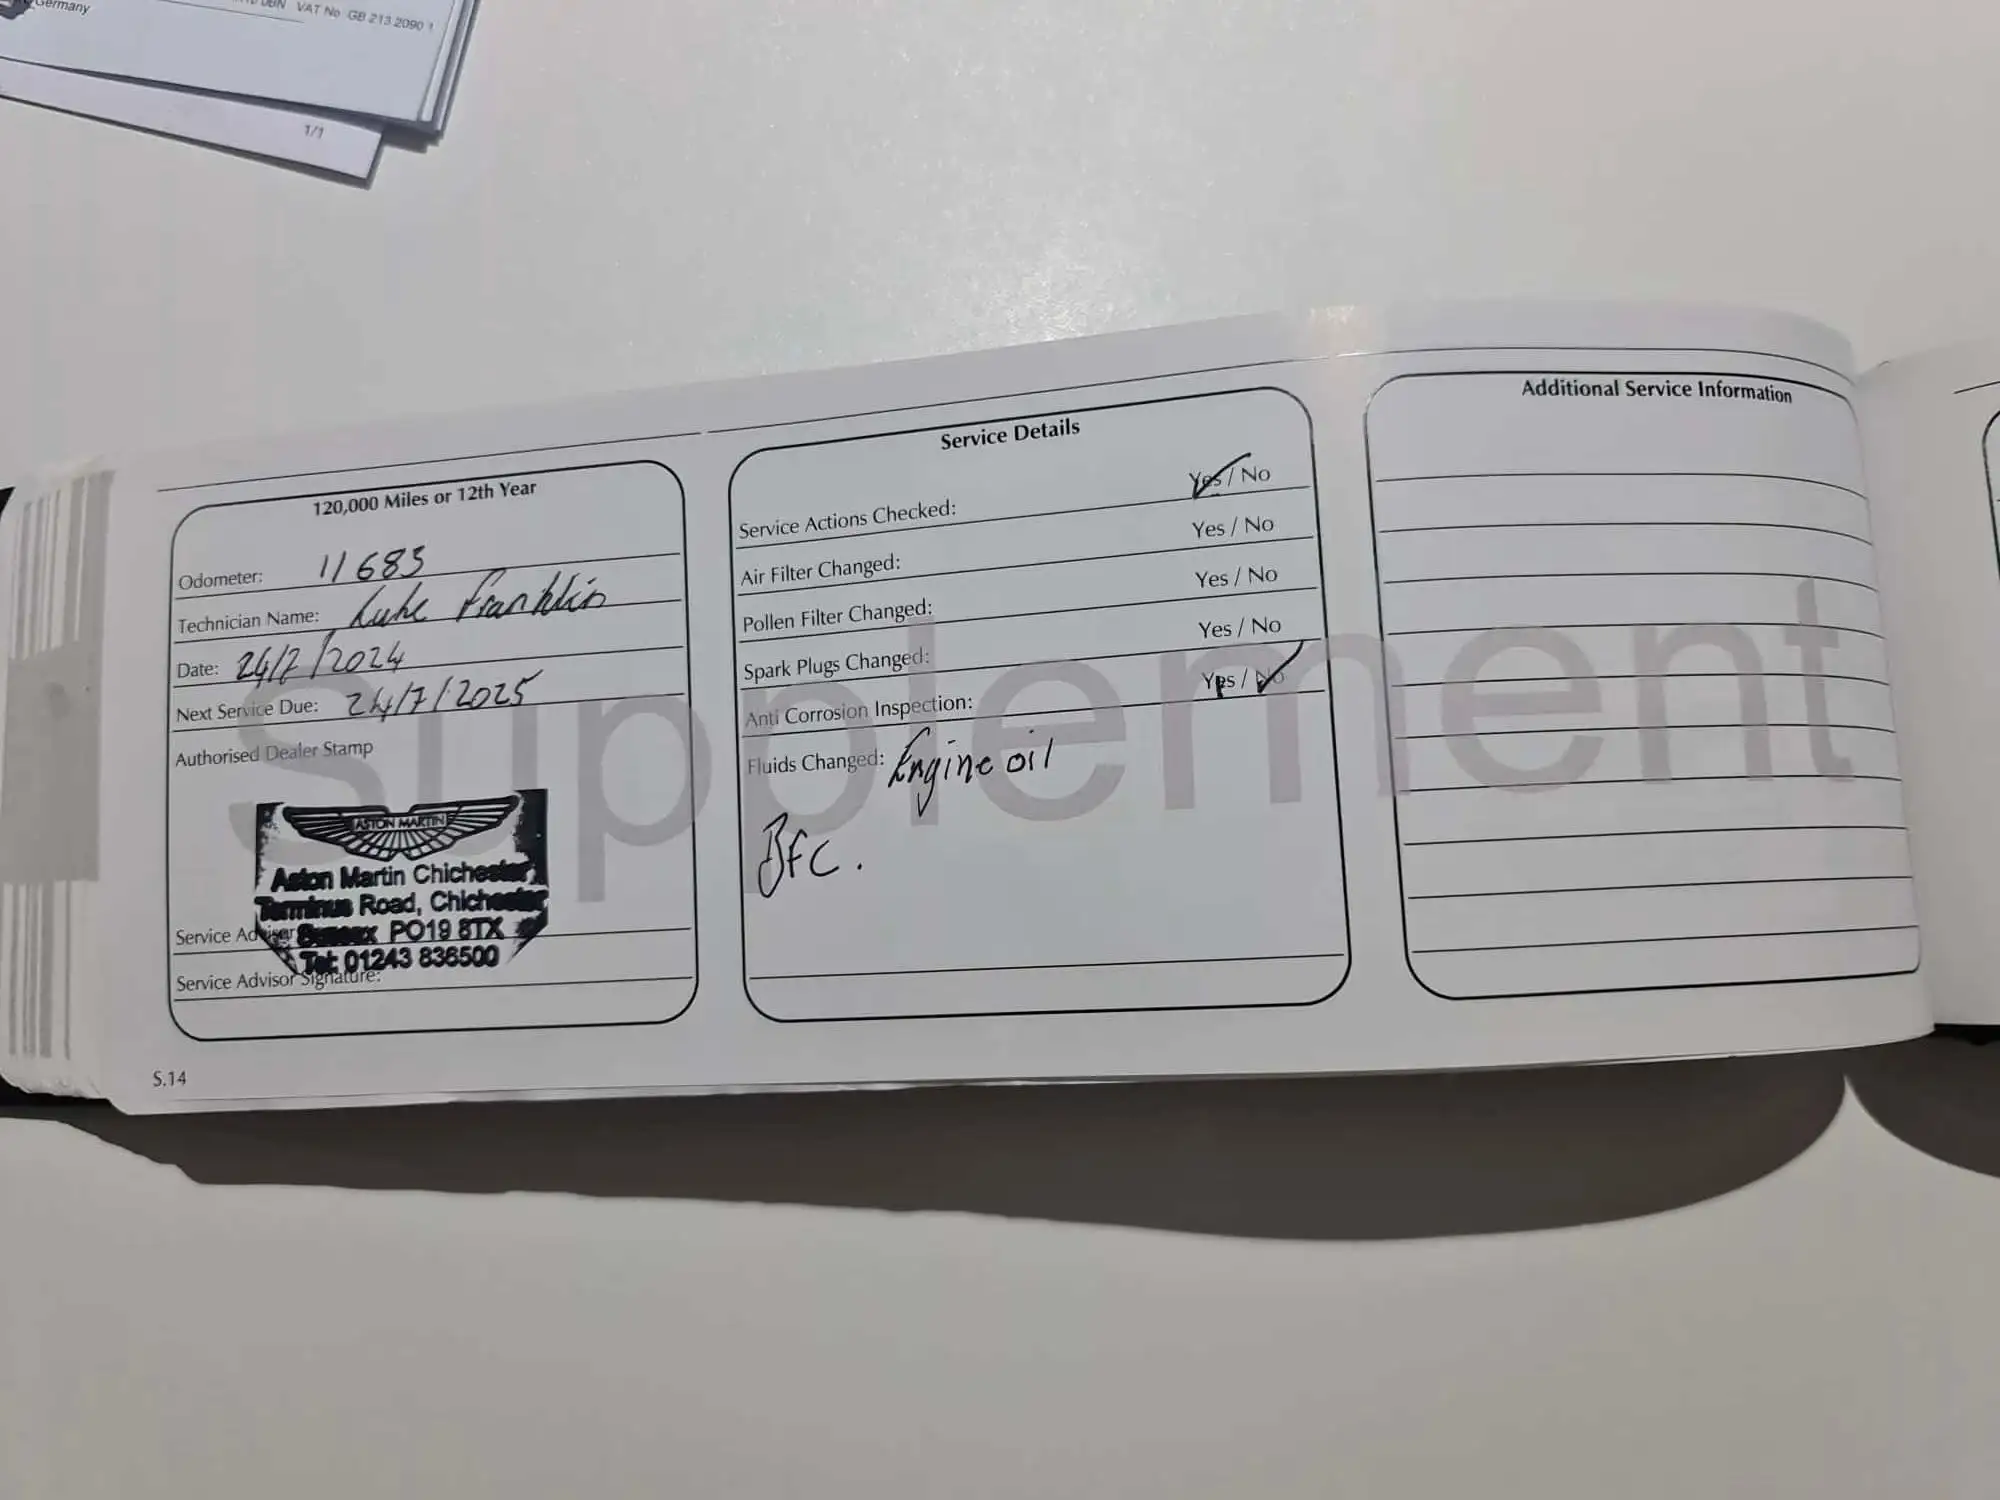 Germany
0BN VAT No GB 213 2090 1
1/1
120,000 Miles or 12th Year
Odometer: 11683
Technician Name: Luke Franklin
Date: 24/7/2024
Next Service Due: 24/7/2025
Authorised Dealer Stamp
ASTON MARTIN
Aston Martin Chichester
Terminus Road, Chichester
Sussex PO19 8TX
Tel: 01243 836500
Service Advisor
Service Advisor Signature:
S.14
Service Details
Service Actions Checked: Yes / No
Air Filter Changed: Yes / No
Pollen Filter Changed: Yes / No
Spark Plugs Changed: Yes / No
Anti Corrosion Inspection: Yes / No
Fluids Changed: Engine oil
BFC.
Additional Service Information
Supplement